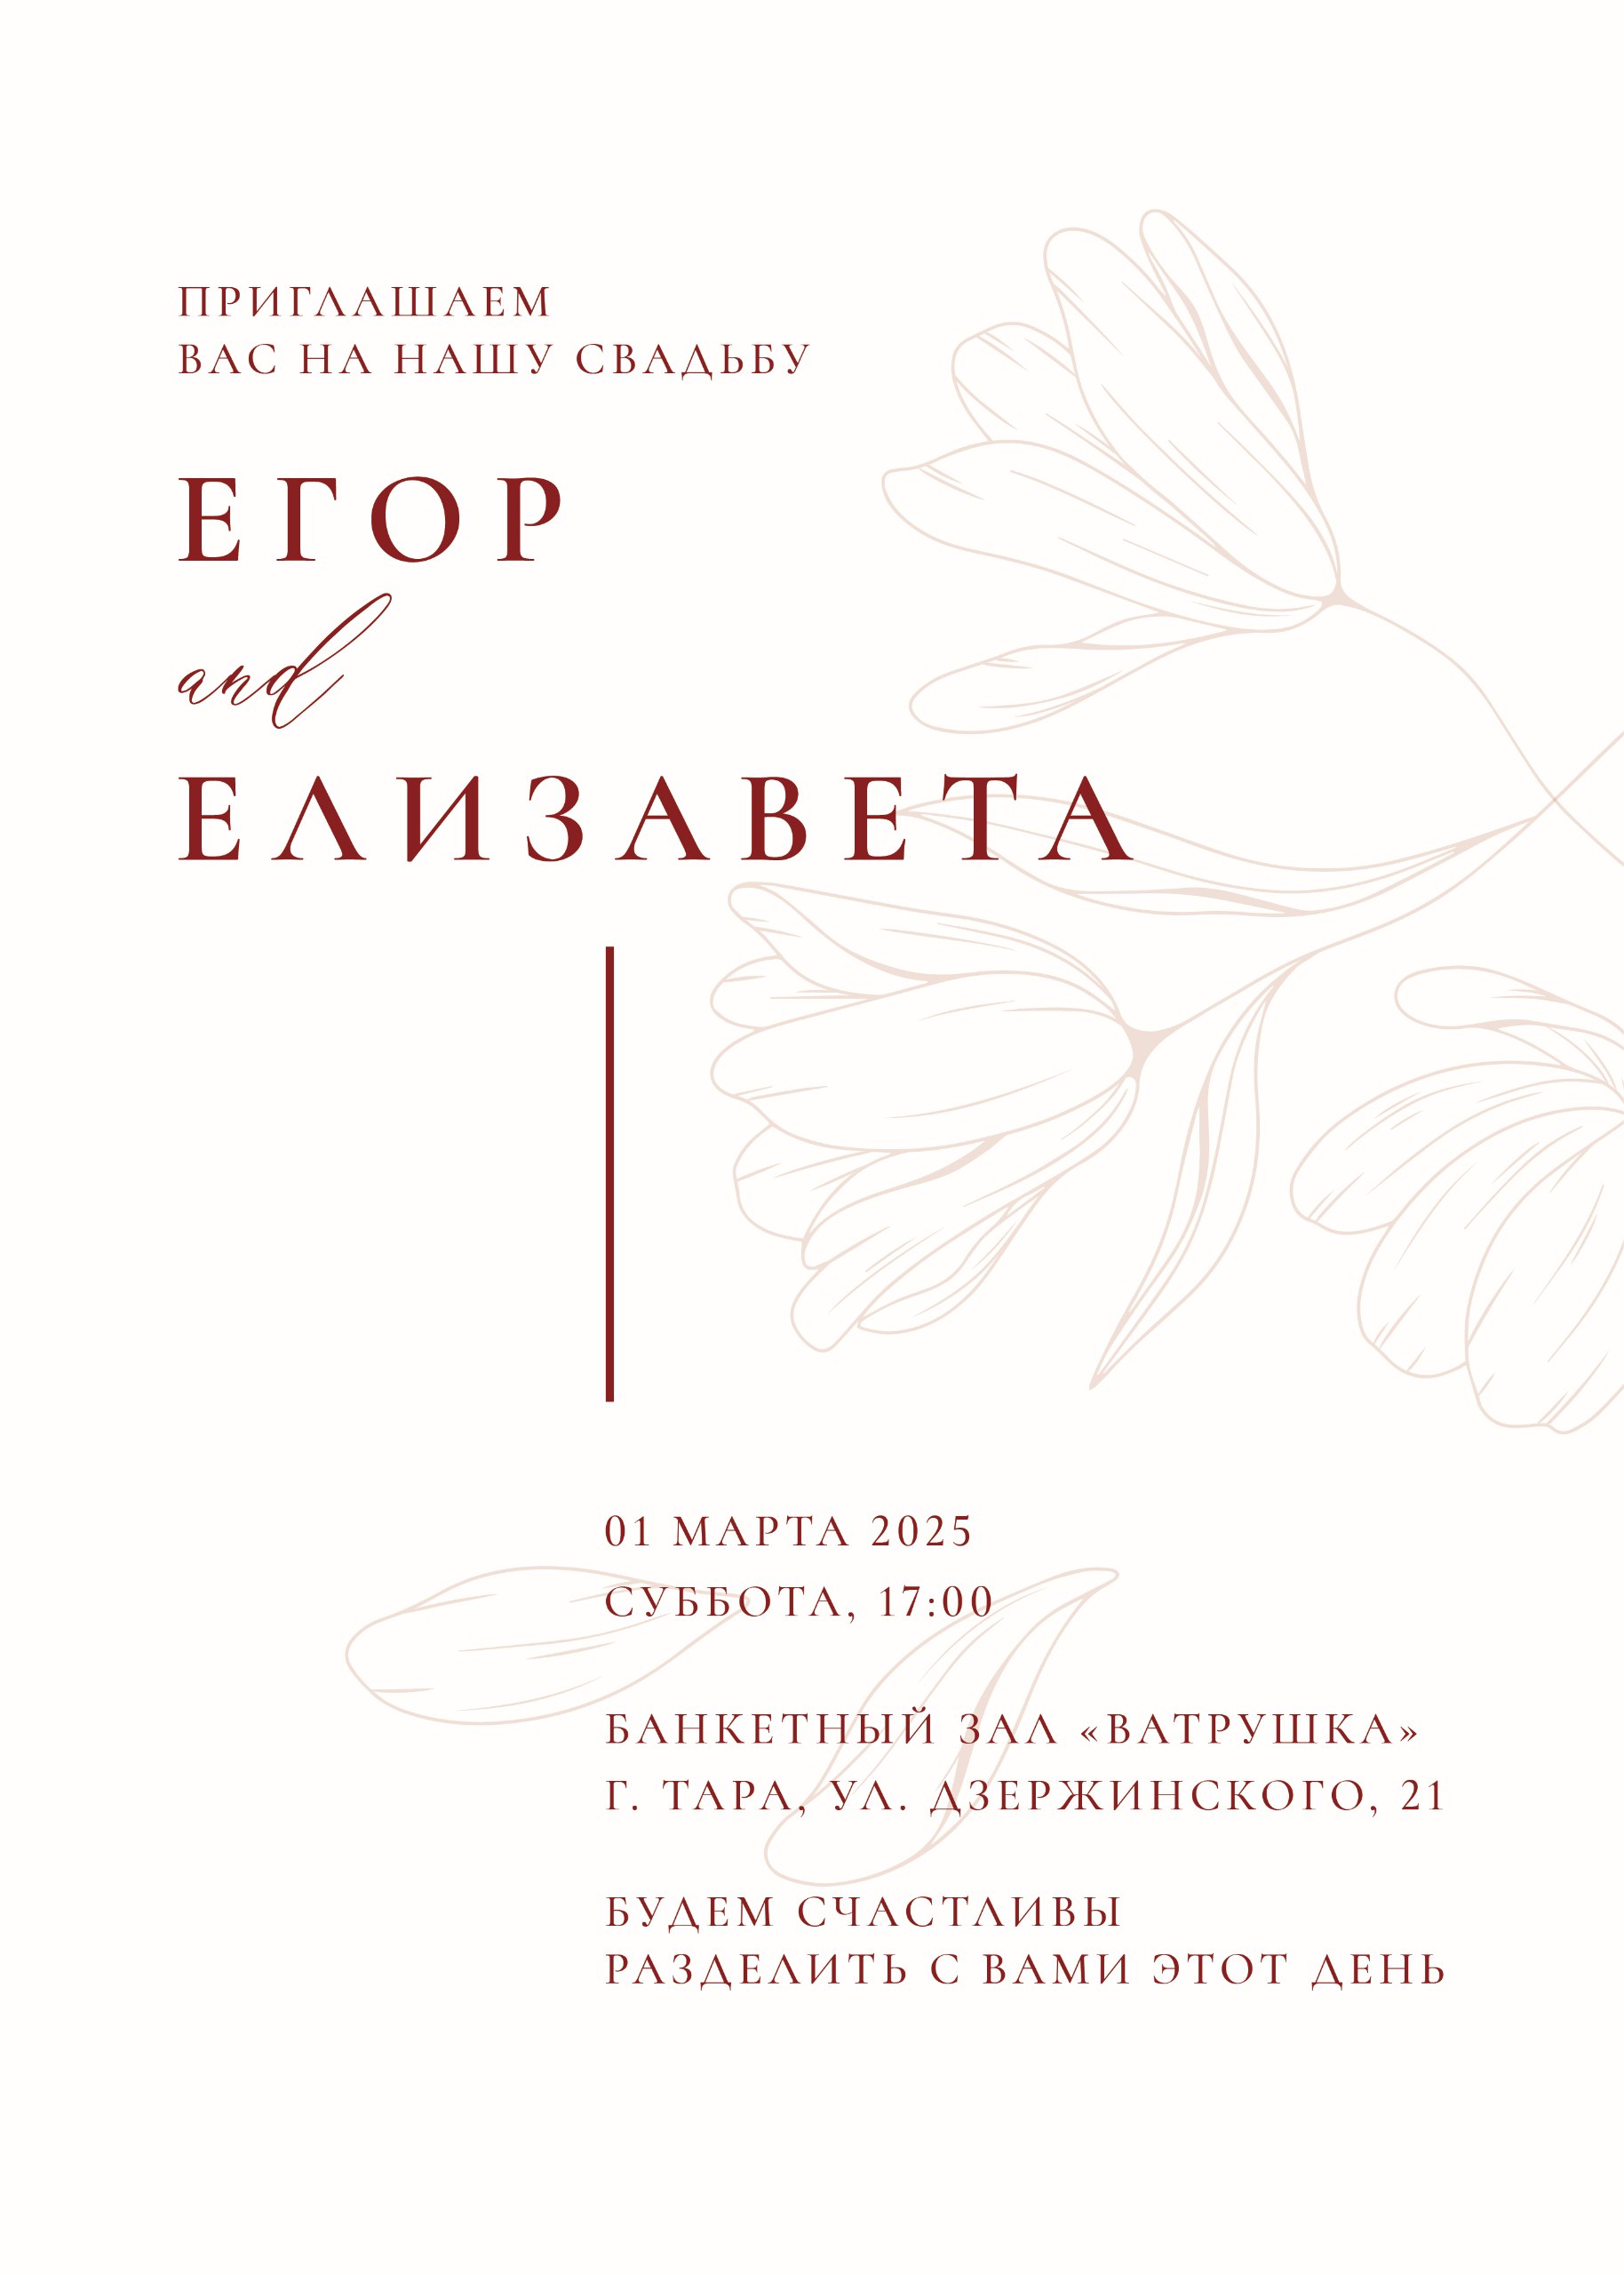 ПРИГЛАШАЕМ
ВАС НА НАШУ СВАДЬБУ
ЕГОР
and
ЕЛИЗАВЕТА
01 МАРТА 2025
СУББОТА, 17:00
БАНКЕТНЫЙ ЗАЛ «ВАТРУШКА»
Г. ТАРА, УЛ. ДЗЕРЖИНСКОГО, 21
БУДЕМ СЧАСТЛИВЫ
РАЗДЕЛИТЬ С ВАМИ ЭТОТ ДЕНЬ